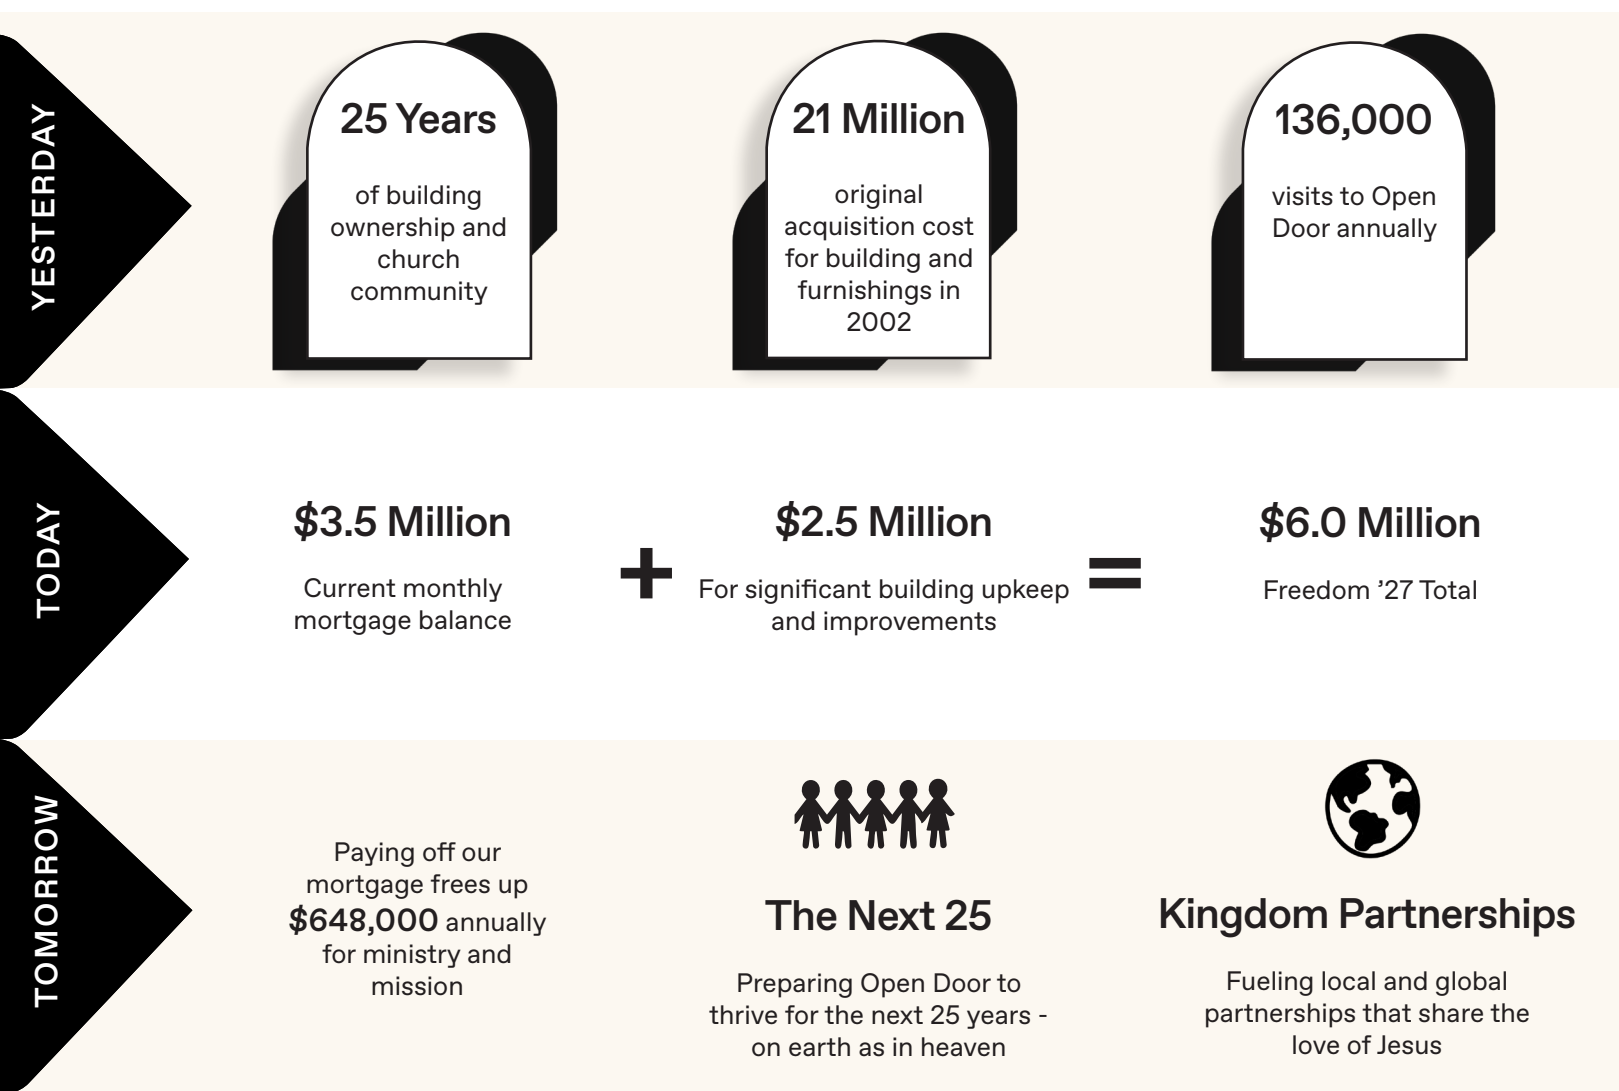 YESTERDAY
25 Years
of building
ownership and
church
community
21 Million
original
acquisition cost
for building and
furnishings in
2002
136,000
visits to Open
Door annually
TODAY
$3.5 Million
Current monthly
mortgage balance
+
$2.5 Million
For significant building upkeep
and improvements
=
$6.0 Million
Freedom ’27 Total
TOMORROW
Paying off our
mortgage frees up
$648,000 annually
for ministry and
mission
The Next 25
Preparing Open Door to
thrive for the next 25 years -
on earth as in heaven
Kingdom Partnerships
Fueling local and global
partnerships that share the
love of Jesus